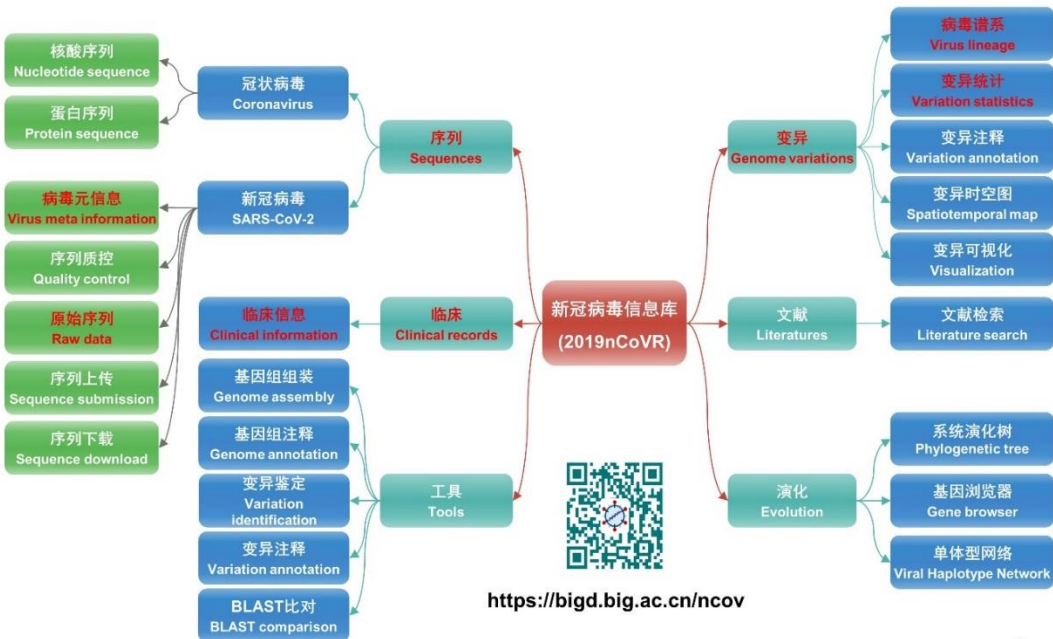 核酸序列
Nucleotide sequence
蛋白序列
Protein sequence
冠状病毒
Coronavirus
病毒元信息
Virus meta information
序列质控
Quality control
原始序列
Raw data
序列上传
Sequence submission
序列下载
Sequence download
新冠病毒
SARS-CoV-2
序列
Sequences
临床信息
Clinical information
临床
Clinical records
基因组组装
Genome assembly
基因组注释
Genome annotation
变异鉴定
Variation
identification
变异注释
Variation annotation
BLAST比对
BLAST comparison
工具
Tools
新冠病毒信息库
(2019nCoVR)
变异
Genome variations
病毒谱系
Virus lineage
变异统计
Variation statistics
变异注释
Variation annotation
变异时空图
Spatiotemporal map
变异可视化
Visualization
文献
Literatures
文献检索
Literature search
演化
Evolution
系统演化树
Phylogenetic tree
基因浏览器
Gene browser
单体型网络
Viral Haplotype Network
https://bigd.big.ac.cn/ncov